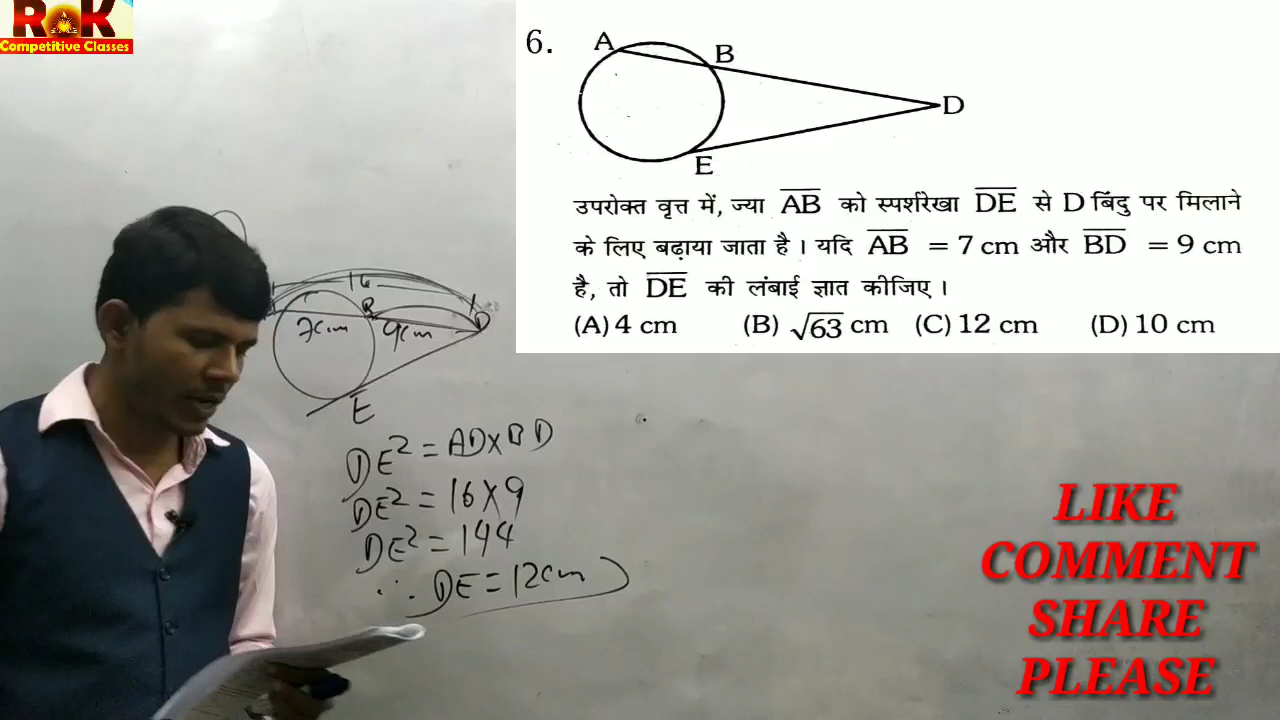 ROK
Competitive Classes
6.
A
B
D
E
उपरोक्त वृत्त में, ज्या AB को स्पर्शरेखा DE से D बिंदु पर मिलाने
के लिए बढ़ाया जाता है। यदि AB = 7 cm और BD = 9 cm
है, तो DE की लंबाई ज्ञात कीजिए।
(A) 4 cm (B) √63 cm (C) 12 cm (D) 10 cm
16
B
7cm 9cm D
E
DE² = AD×BD
DE² = 16×9
DE² = 144
∴ DE = 12cm
LIKE
COMMENT
SHARE
PLEASE